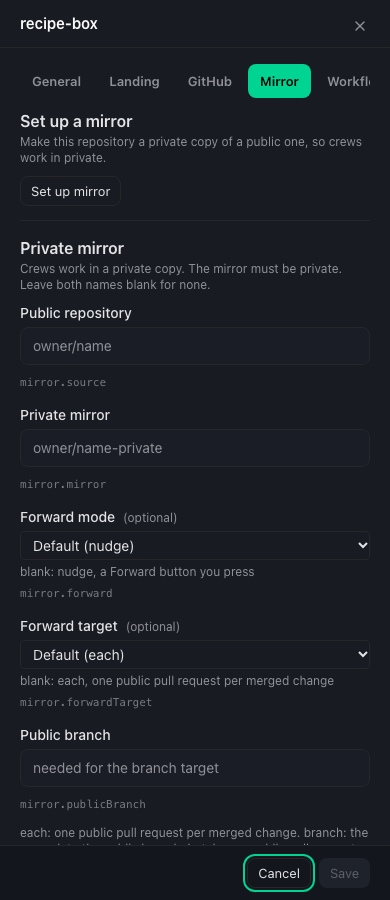 recipe-box
General Landing GitHub Mirror Workfl
Set up a mirror
Make this repository a private copy of a public one, so crews
work in private.
Set up mirror
Private mirror
Crews work in a private copy. The mirror must be private.
Leave both names blank for none.
Public repository
owner/name
mirror.source
Private mirror
owner/name-private
mirror.mirror
Forward mode (optional)
Default (nudge)
blank: nudge, a Forward button you press
mirror.forward
Forward target (optional)
Default (each)
blank: each, one public pull request per merged change
mirror.forwardTarget
Public branch
needed for the branch target
mirror.publicBranch
each: one public pull request per merged change. branch: the
Cancel Save